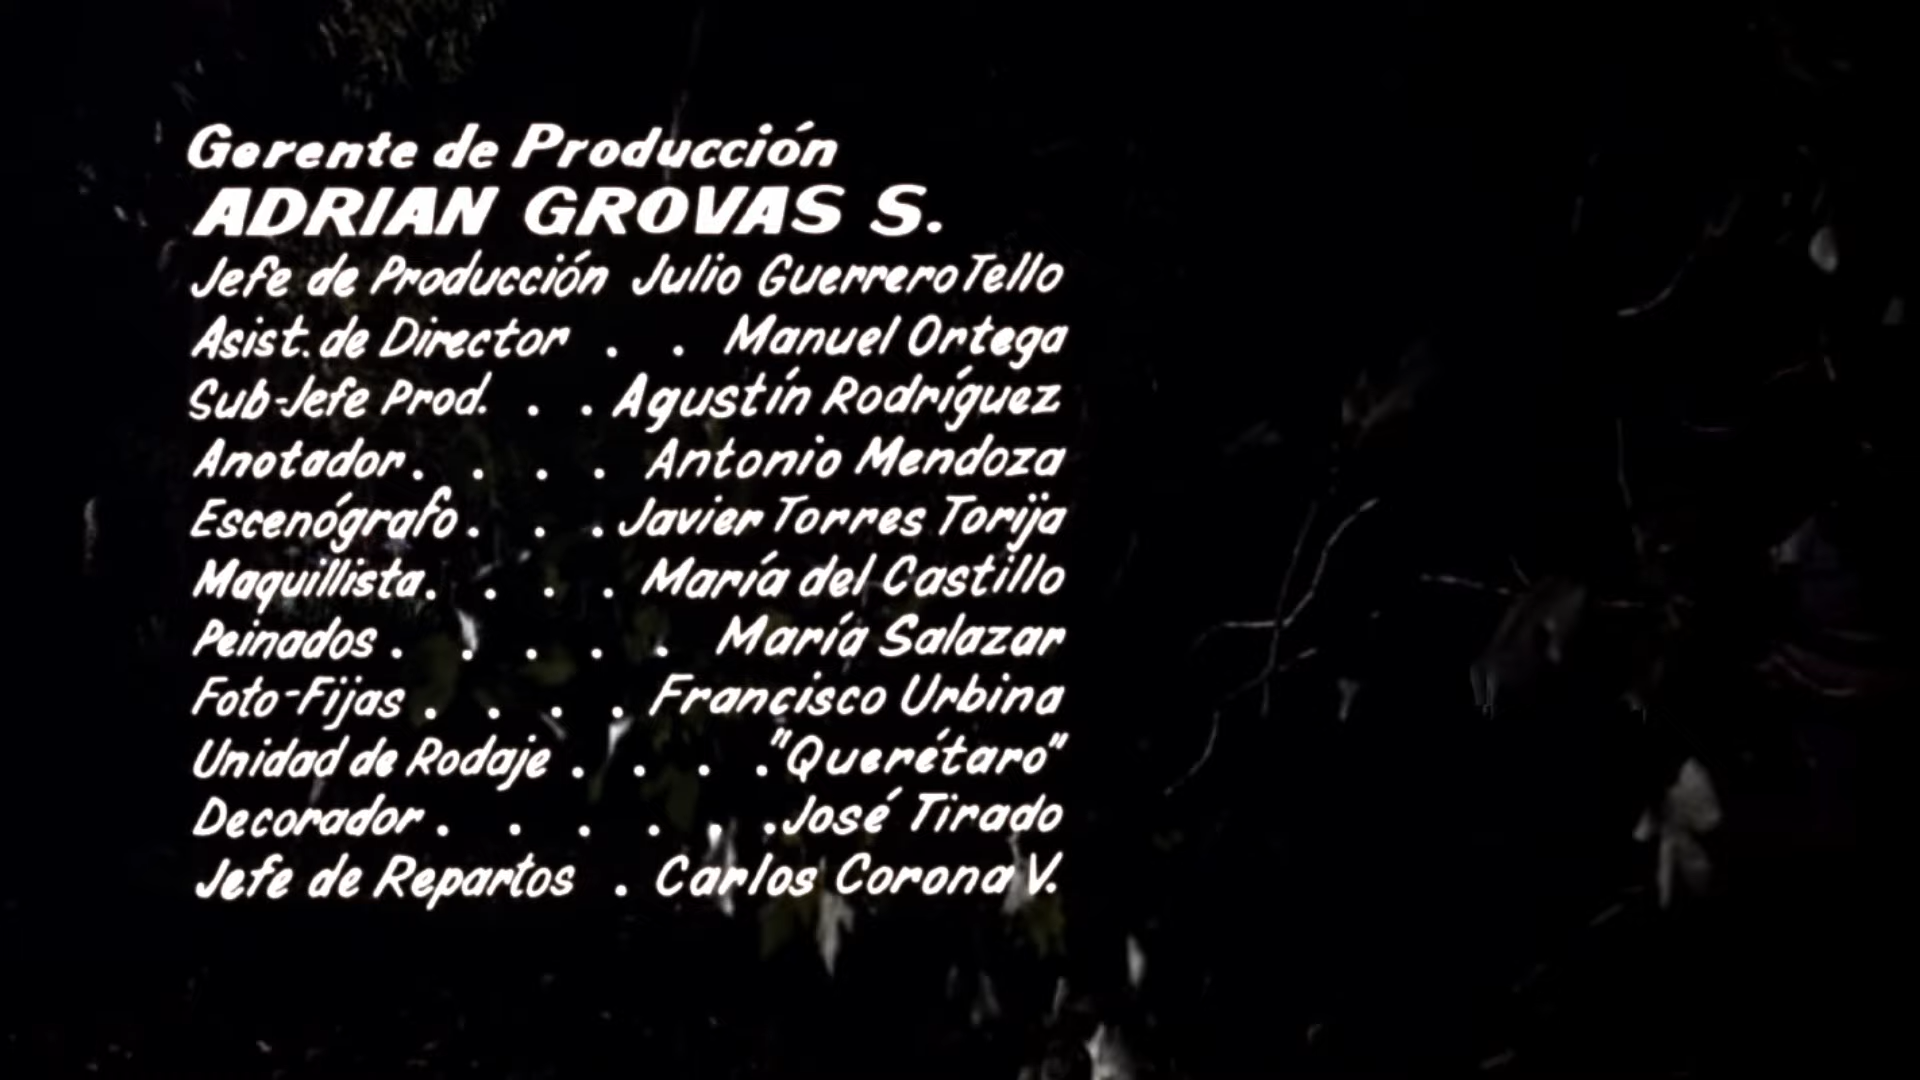 Gerente de Producción
ADRIAN GROVAS S.
Jefe de Producción Julio Guerrero Tello
Asist. de Director . . Manuel Ortega
Sub-Jefe Prod. . . Agustín Rodríguez
Anotador. . . . Antonio Mendoza
Escenógrafo. . . Javier Torres Torija
Maquillista. . . . María del Castillo
Peinados . . . . . María Salazar
Foto-Fijas . . . . Francisco Urbina
Unidad de Rodaje . . . . "Querétaro"
Decorador . . . . . . José Tirado
Jefe de Repartos . Carlos Corona V.